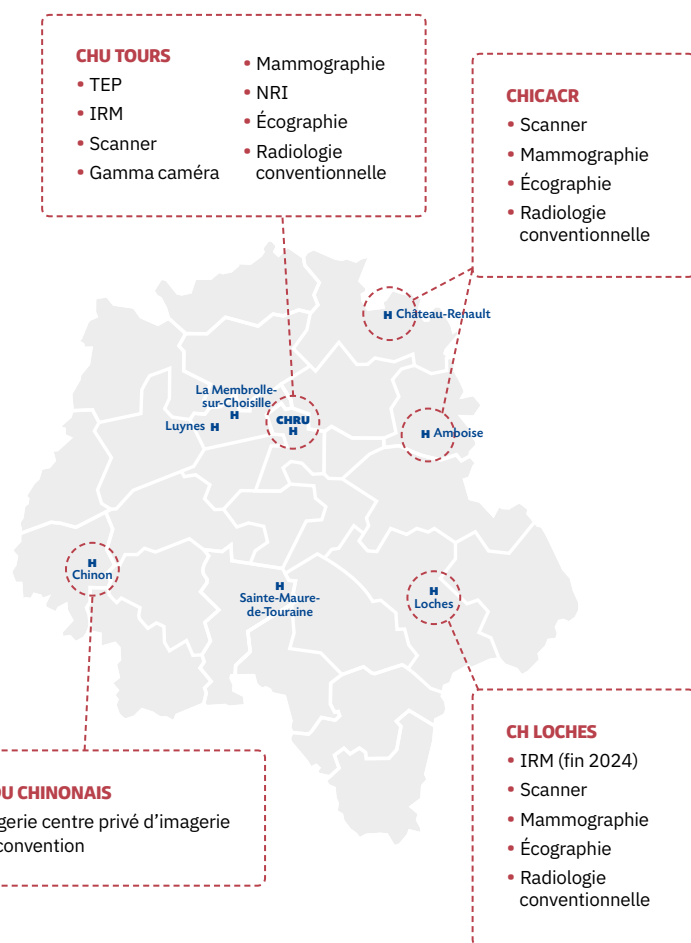 CHU TOURS
• TEP
• IRM
• Scanner
• Gamma caméra
• Mammographie
• NRI
• Écographie
• Radiologie
conventionnelle
CHICACR
• Scanner
• Mammographie
• Écographie
• Radiologie
conventionnelle
H Château-Renault
La Membrolle-
sur-Choisille
H
Luynes H
CHRU
H
H Amboise
H
Chinon
H
Sainte-Maure-
de-Touraine
H
Loches
DU CHINONAIS
gerie centre privé d’imagerie
convention
CH LOCHES
• IRM (fin 2024)
• Scanner
• Mammographie
• Écographie
• Radiologie
conventionnelle